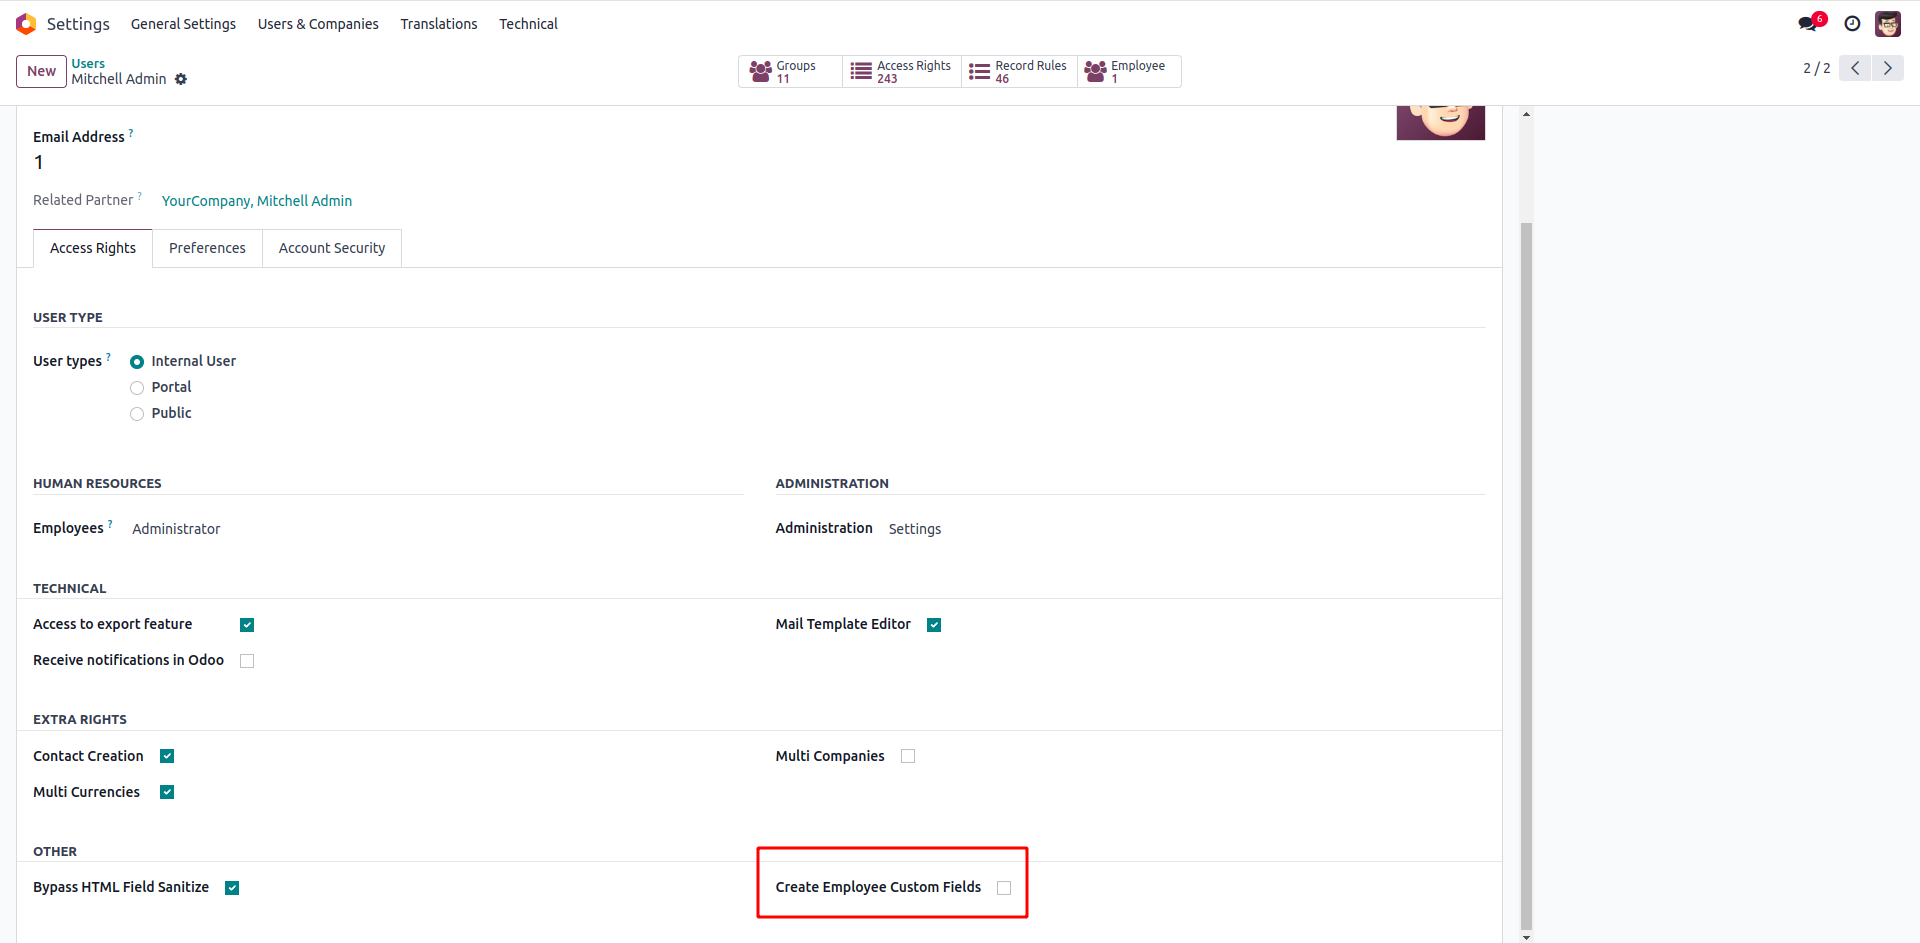 Settings General Settings Users & Companies Translations Technical 6
New Users Groups 11 Access Rights 243 Record Rules 46 Employee 1 2 / 2
Mitchell Admin
Email Address ?
1
Related Partner ? YourCompany, Mitchell Admin
Access Rights Preferences Account Security
USER TYPE
User types ? Internal User
Portal
Public
HUMAN RESOURCES ADMINISTRATION
Employees ? Administrator Administration Settings
TECHNICAL
Access to export feature Mail Template Editor
Receive notifications in Odoo
EXTRA RIGHTS
Contact Creation Multi Companies
Multi Currencies
OTHER
Bypass HTML Field Sanitize Create Employee Custom Fields